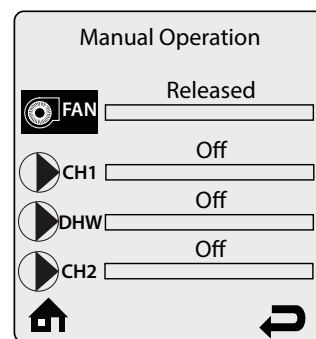 Manual Operation
Released
FAN
Off
CH1
Off
DHW
Off
CH2